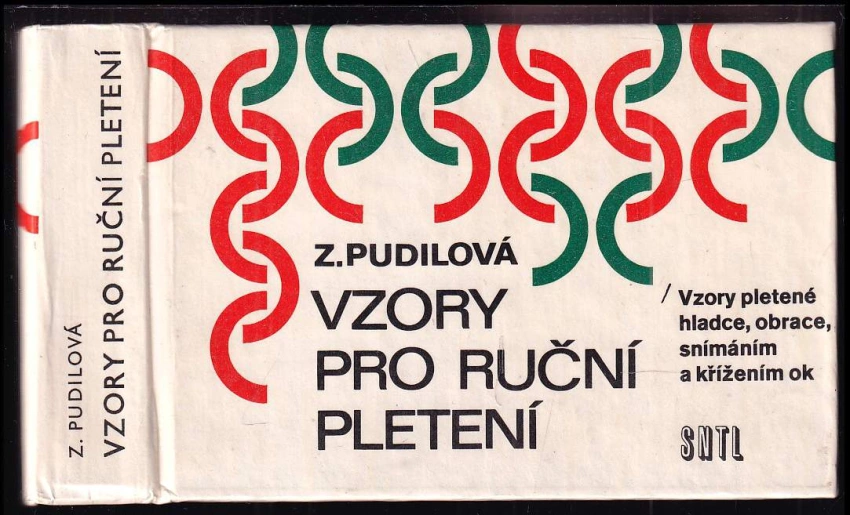 Z. PUDILOVÁ
VZORY PRO RUČNÍ PLETENÍ
Z.PUDILOVÁ
VZORY
PRO RUČNÍ
PLETENÍ
/ Vzory pletené
hladce, obrace,
snímáním
a křížením ok
SNTL